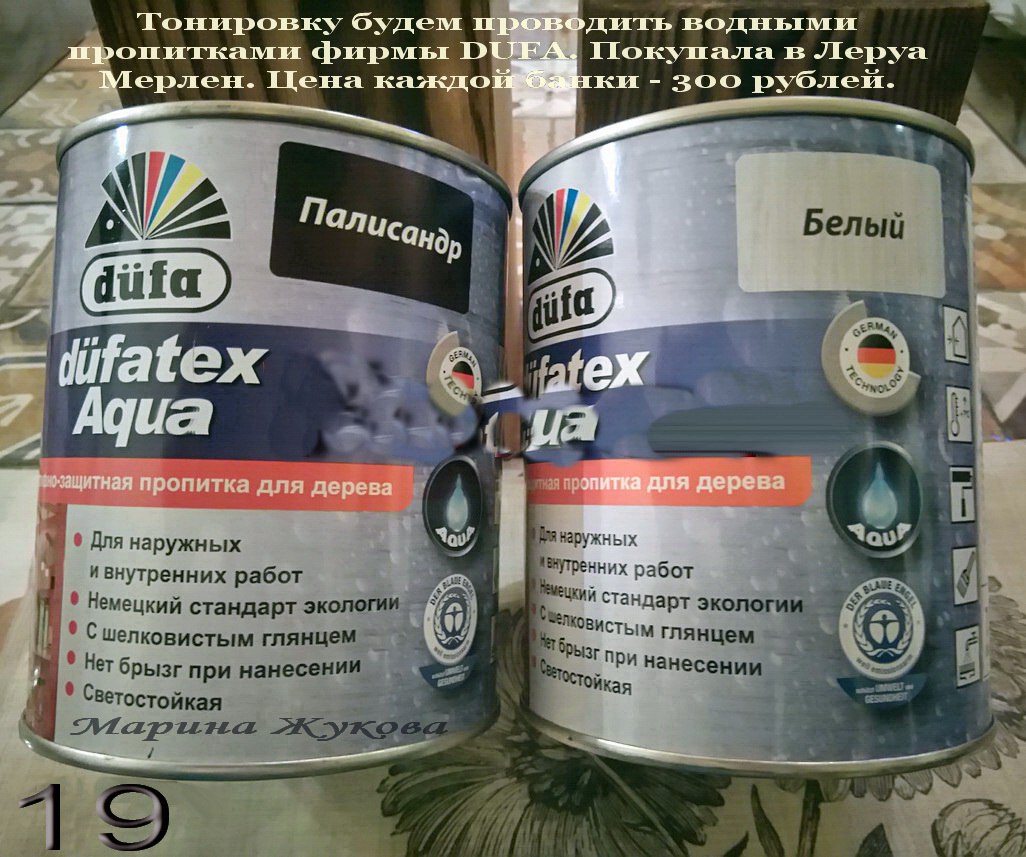 Тонировку будем проводить водными
пропитками фирмы DUFA. Покупала в Леруа
Мерлен. Цена каждой банки - 300 рублей.
düfa
Палисандр
düfatex
Aqua
GERMAN
защитная пропитка для дерева
AQUA
Для наружных
и внутренних работ
Немецкий стандарт экологии
С шелковистым глянцем
Нет брызг при нанесении
Светостойкая
DER BLAUE ENGEL
düfa
Белый
düfatex
GERMAN
TECHNOLOGY
пропитка для дерева
AQUA
Для наружных
и внутренних работ
Немецкий стандарт экологии
С шелковистым глянцем
Нет брызг при нанесении
Светостойкая
DER BLAUE ENGEL
UMWELT
GESUNDHEIT
Марина Жукова
19